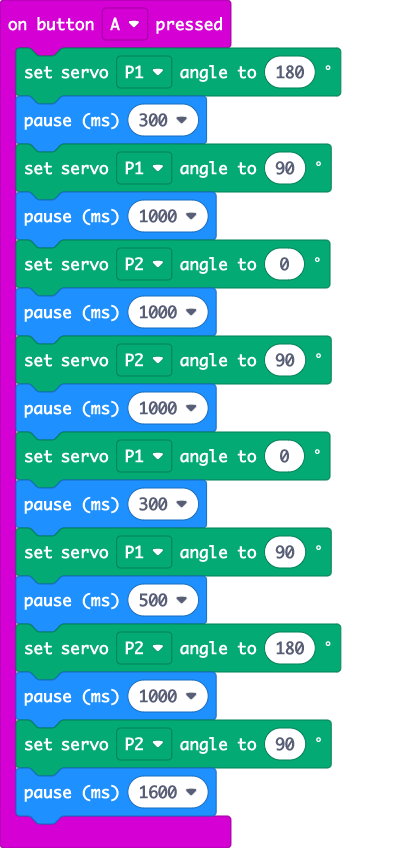 on button A pressed
set servo P1 angle to 180 °
pause (ms) 300
set servo P1 angle to 90 °
pause (ms) 1000
set servo P2 angle to 0 °
pause (ms) 1000
set servo P2 angle to 90 °
pause (ms) 1000
set servo P1 angle to 0 °
pause (ms) 300
set servo P1 angle to 90 °
pause (ms) 500
set servo P2 angle to 180 °
pause (ms) 1000
set servo P2 angle to 90 °
pause (ms) 1600